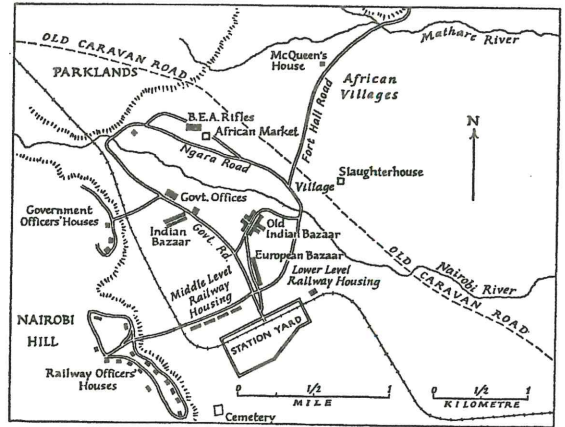 OLD CARAVAN ROAD
PARKLANDS
McQueen's
House
Mathare River
African
Villages
Fort Hall Road
B.E.A. Rifles
African Market
N
Ngara Road
Slaughterhouse
Village
Govt. Offices
Government
Officers' Houses
Indian
Bazaar
Govt. Rd.
Old
Indian Bazaar
European Bazaar
Lower Level
Railway Housing
OLD CARAVAN ROAD
Nairobi
River
Middle Level
Railway
Housing
NAIROBI
HILL
STATION YARD
Railway Officers'
Houses
Cemetery
0 1/2 1
MILE
0 1/2 1
KILOMETRE